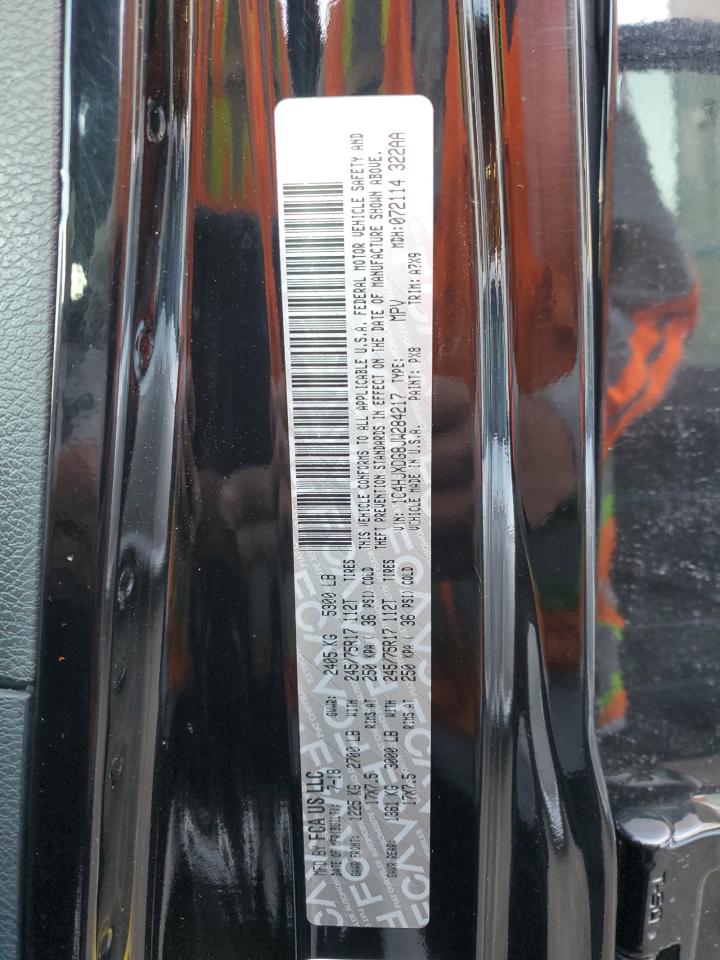 MFD BY FCA US LLC
DATE OF MFR 7-18 GVWR: 2405 KG 5300 LB
GAWR FRONT: 1225 KG 2700 LB WITH 245/75R17 112T TIRES
17X7.5 RIMS AT 250 KPA ( 36 PSI) COLD
GAWR REAR: 1361 KG 3000 LB WITH 245/75R17 112T TIRES
17X7.5 RIMS AT 250 KPA ( 36 PSI) COLD
THIS VEHICLE CONFORMS TO ALL APPLICABLE U.S.A. FEDERAL MOTOR VEHICLE SAFETY AND
THEFT PREVENTION STANDARDS IN EFFECT ON THE DATE OF MANUFACTURE SHOWN ABOVE.
VIN: 1C4HJXDG8JW284217 TYPE: MPV MDH:072114 322AA
VEHICLE MADE IN U.S.A. PAINT: PX8 TRIM: A7X9